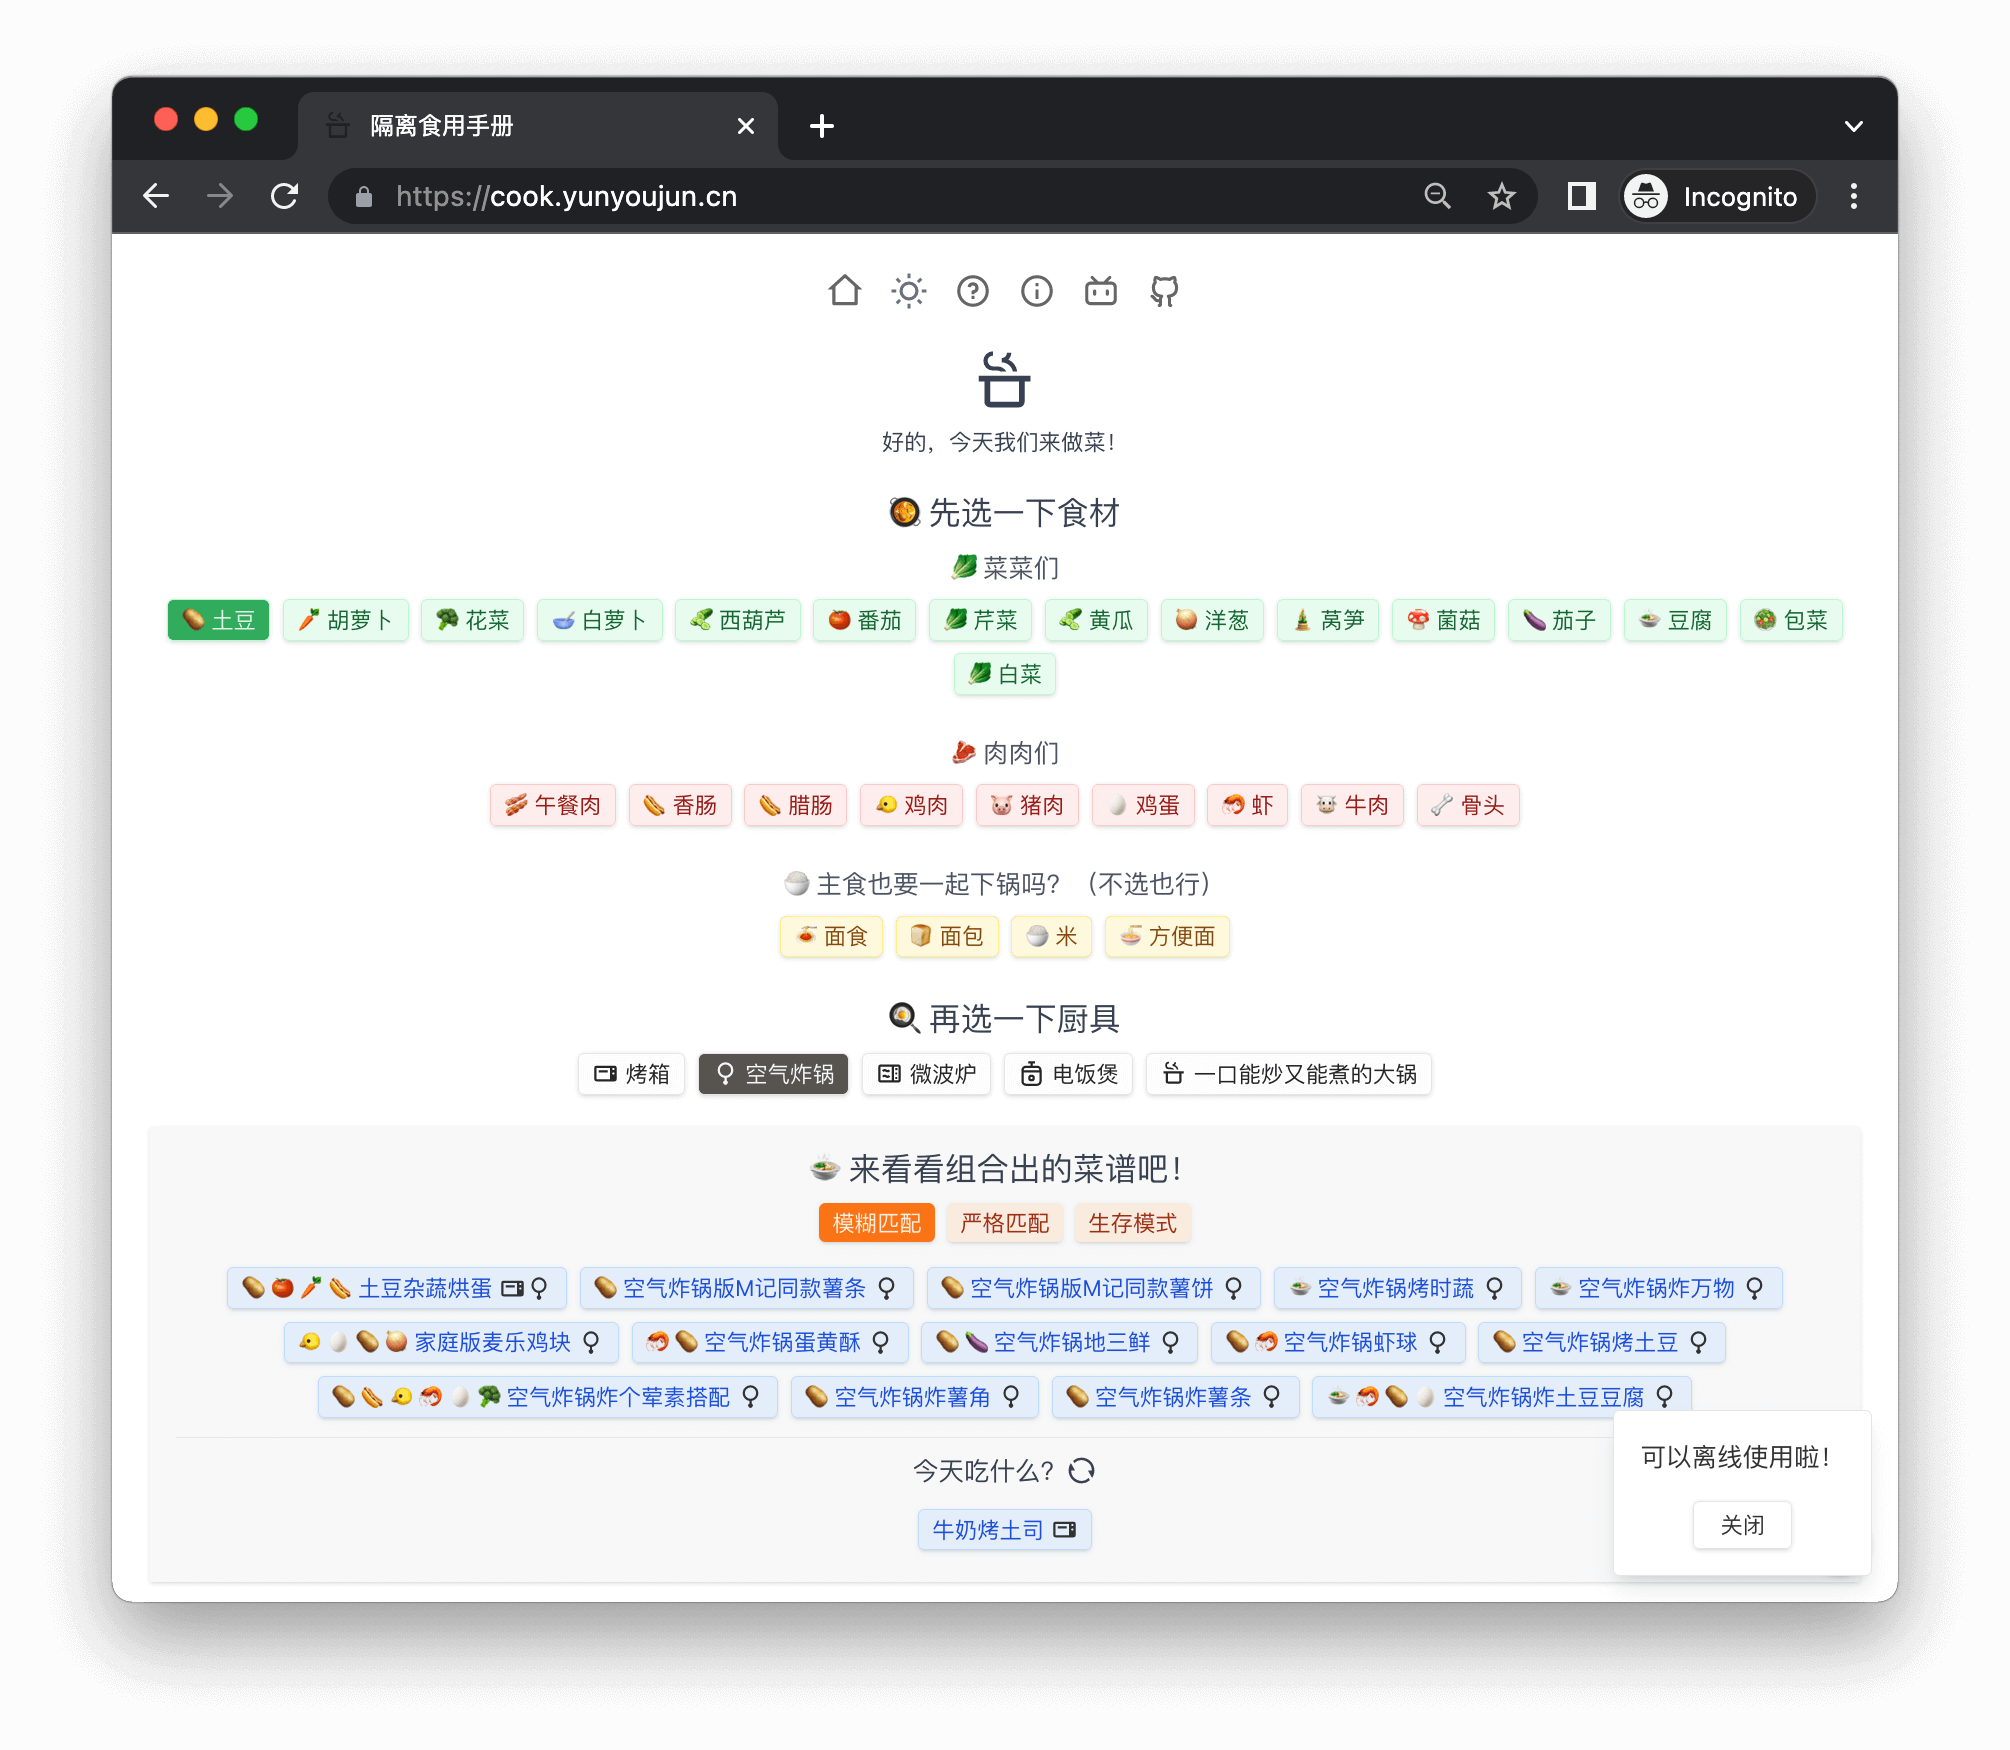 隔离食用手册
https://cook.yunyoujun.cn
Incognito
好的，今天我们来做菜！
先选一下食材
菜菜们
土豆 胡萝卜 花菜 白萝卜 西葫芦 番茄 芹菜 黄瓜 洋葱 莴笋 菌菇 茄子 豆腐 包菜
白菜
肉肉们
午餐肉 香肠 腊肠 鸡肉 猪肉 鸡蛋 虾 牛肉 骨头
主食也要一起下锅吗？（不选也行）
面食 面包 米 方便面
再选一下厨具
烤箱 空气炸锅 微波炉 电饭煲 一口能炒又能煮的大锅
来看看组合出的菜谱吧！
模糊匹配 严格匹配 生存模式
土豆杂蔬烘蛋 空气炸锅版M记同款薯条 空气炸锅版M记同款薯饼 空气炸锅烤时蔬 空气炸锅炸万物
家庭版麦乐鸡块 空气炸锅蛋黄酥 空气炸锅地三鲜 空气炸锅虾球 空气炸锅烤土豆
空气炸锅炸个荤素搭配 空气炸锅炸薯角 空气炸锅炸薯条 空气炸锅炸土豆豆腐
今天吃什么？
牛奶烤土司
可以离线使用啦！
关闭